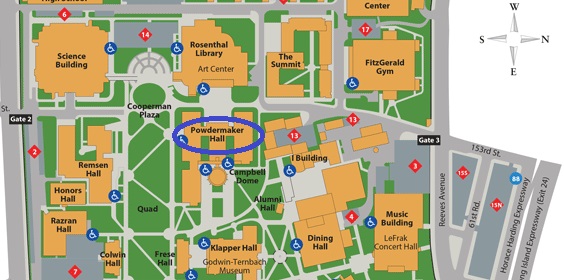 High School
Center
6
14
17
Science
Building
Rosenthal
Library
Art Center
The
Summit
FitzGerald
Gym
W
S
N
E
Cooperman
Plaza
St.
Gate 2
Powdermaker
Hall
13
13
Gate 3
153rd St.
2
Remsen
Hall
I Building
3
Campbell
Dome
15S
88
Honors
Hall
Alumni
Hall
Reeves Avenue
61st Rd.
15N
Horace Harding Expressway
ng Island Expressway (Exit 24)
Quad
Razran
Hall
4
Music
Building
LeFrak
Concert Hall
Dining
Hall
Klapper Hall
Godwin-Ternbach
Museum
Colwin
Hall
Frese
Hall
7